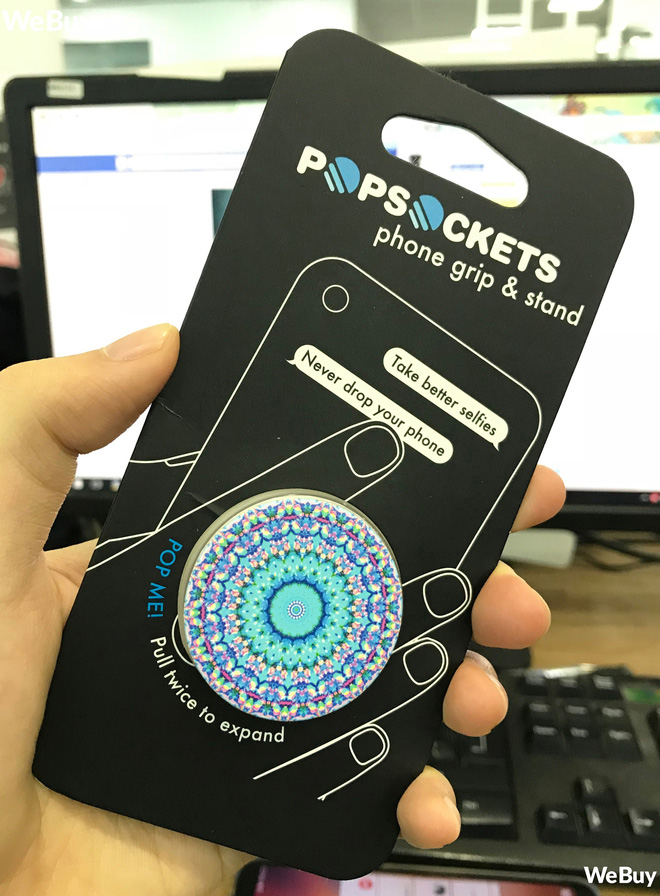 WeBuy
POPSOCKETS
phone grip & stand
Take better selfies
Never drop your phone
POP ME!
Pull twice to expand
WeBuy